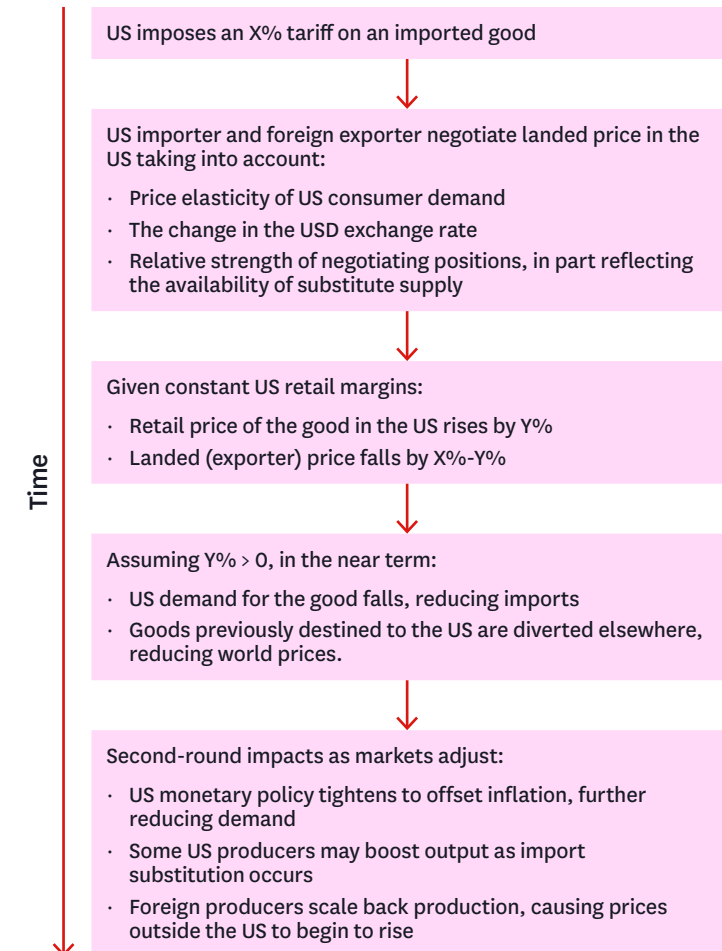 US imposes an X% tariff on an imported good
US importer and foreign exporter negotiate landed price in the
US taking into account:
· Price elasticity of US consumer demand
· The change in the USD exchange rate
· Relative strength of negotiating positions, in part reflecting
the availability of substitute supply
Given constant US retail margins:
· Retail price of the good in the US rises by Y%
· Landed (exporter) price falls by X%-Y%
Time
Assuming Y% > 0, in the near term:
· US demand for the good falls, reducing imports
· Goods previously destined to the US are diverted elsewhere,
reducing world prices.
Second-round impacts as markets adjust:
· US monetary policy tightens to offset inflation, further
reducing demand
· Some US producers may boost output as import
substitution occurs
· Foreign producers scale back production, causing prices
outside the US to begin to rise